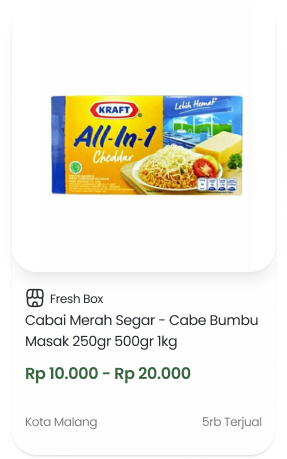 KRAFT
Lebih Hemat
All-In-1
Cheddar
Fresh Box
Cabai Merah Segar - Cabe Bumbu
Masak 250gr 500gr 1kg
Rp 10.000 - Rp 20.000
Kota Malang
5rb Terjual